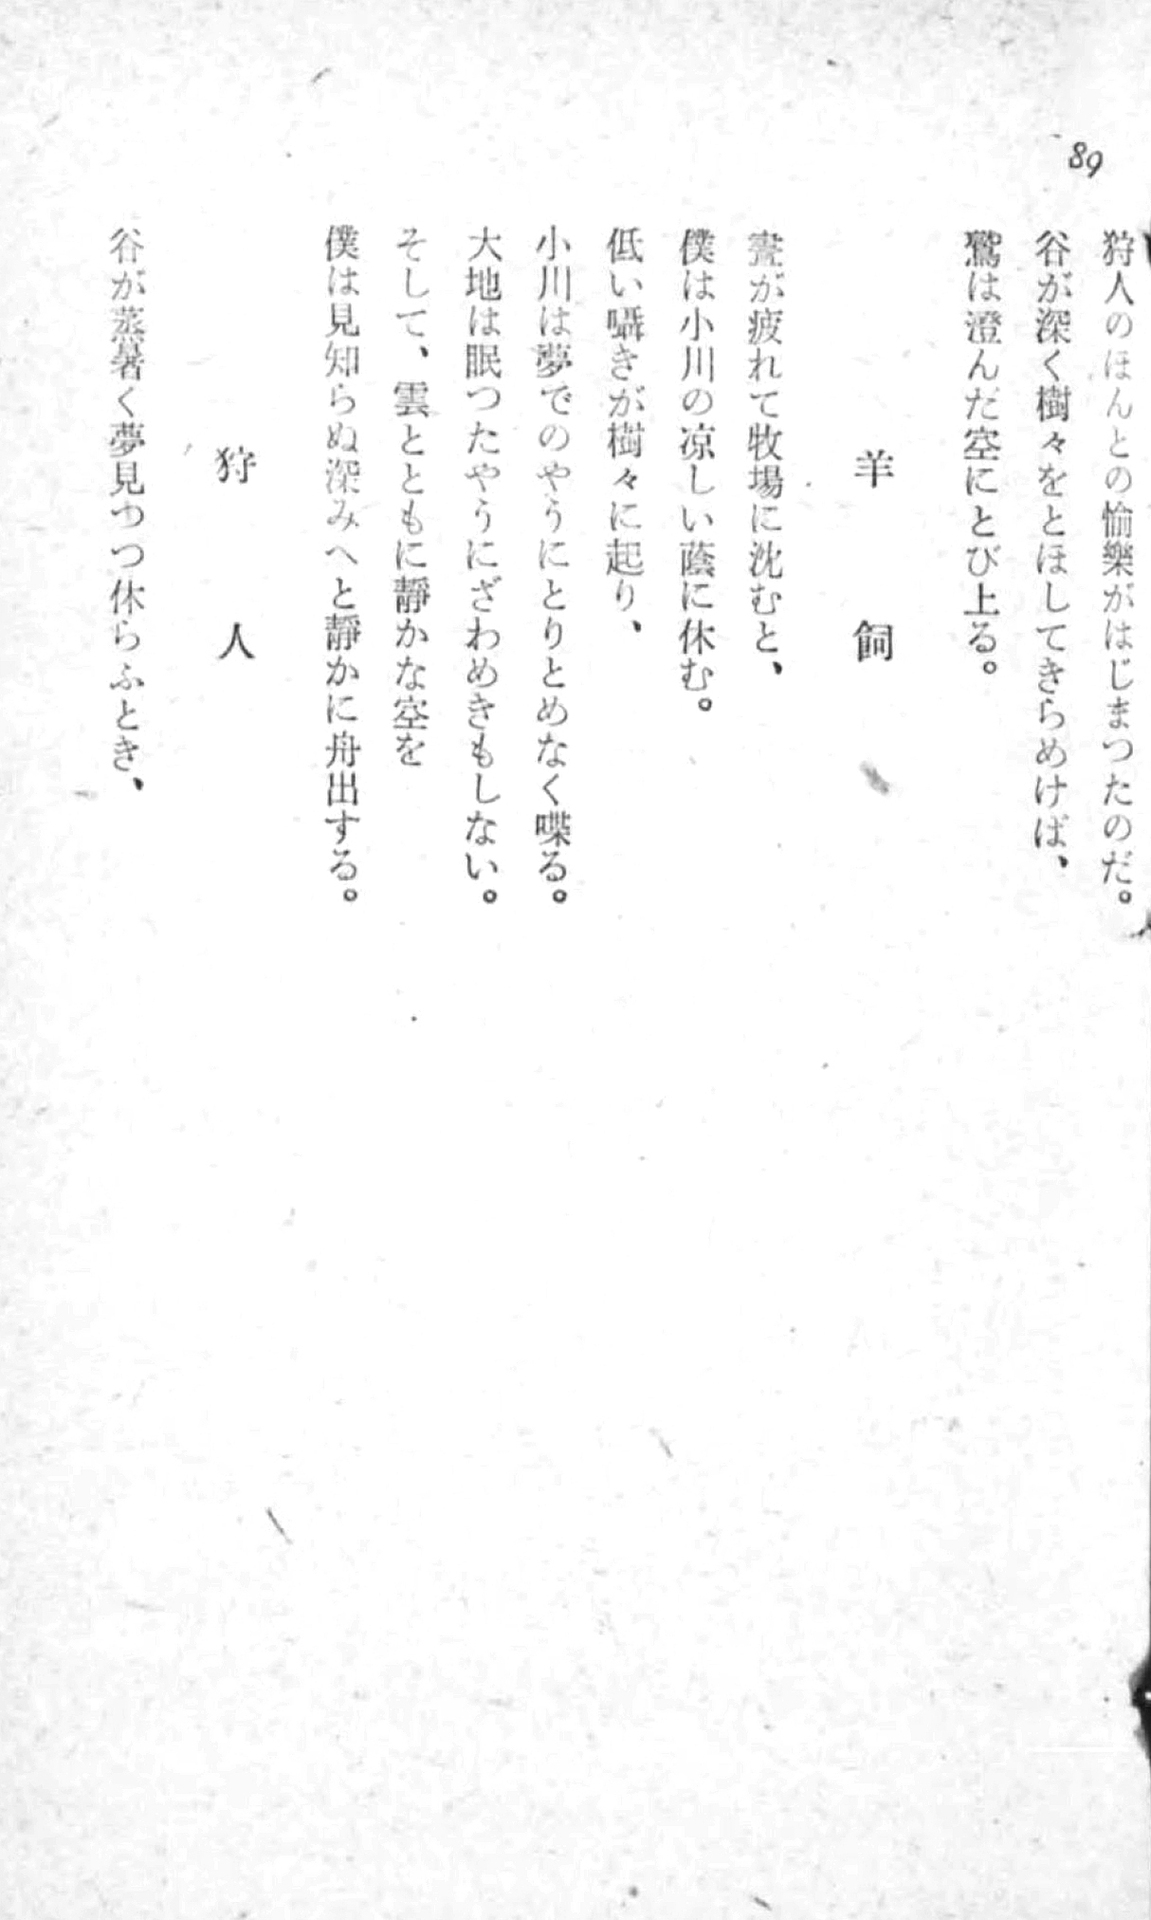 89
狩人のほんとの愉樂がはじまつたのだ。
谷が深く樹々をとほしてきらめけば、
鷲は澄んだ空にとび上る。
羊飼
晝が疲れて牧場に沈むと、
僕は小川の凉しい蔭に休む。
低い囁きが樹々に起り、
小川は夢でのやうにとりとめなく喋る。
大地は眠つたやうにざわめきもしない。
そして、雲とともに靜かな空を
僕は見知らぬ深みへと靜かに舟出する。
狩人
谷が蒸暑く夢見つつ休らふとき、